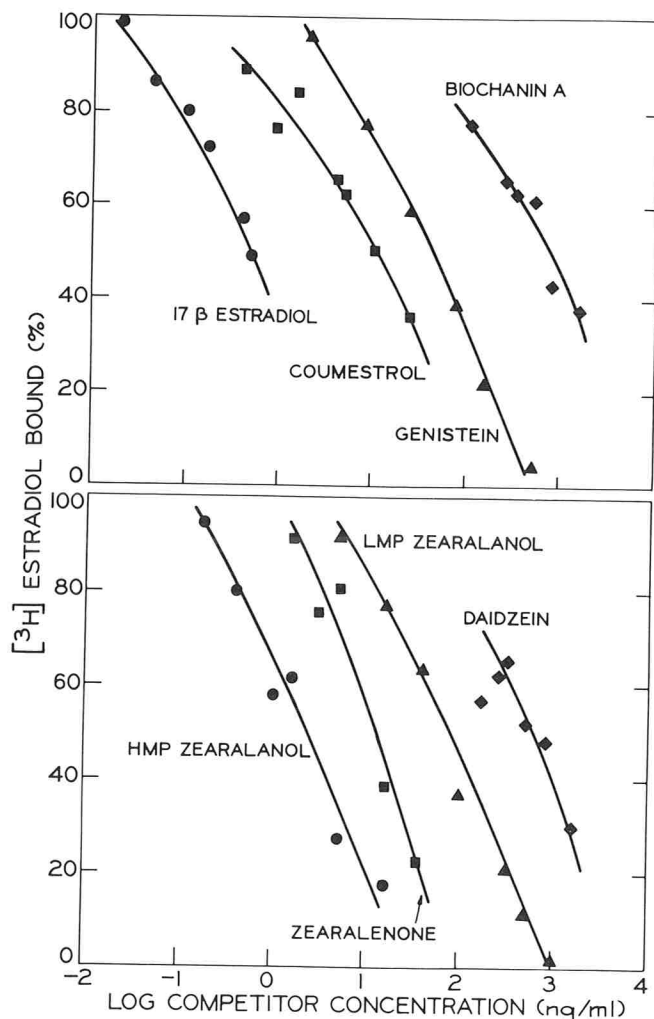 [³H] ESTRADIOL BOUND (%)
100
80
60
40
20
0
BIOCHANIN A
17 β ESTRADIOL
COUMESTROL
GENISTEIN
100
80
60
40
20
0
LMP ZEARALANOL
DAIDZEIN
HMP ZEARALANOL
ZEARALENONE
-2 -1 0 1 2 3 4
LOG COMPETITOR CONCENTRATION (ng/ml)